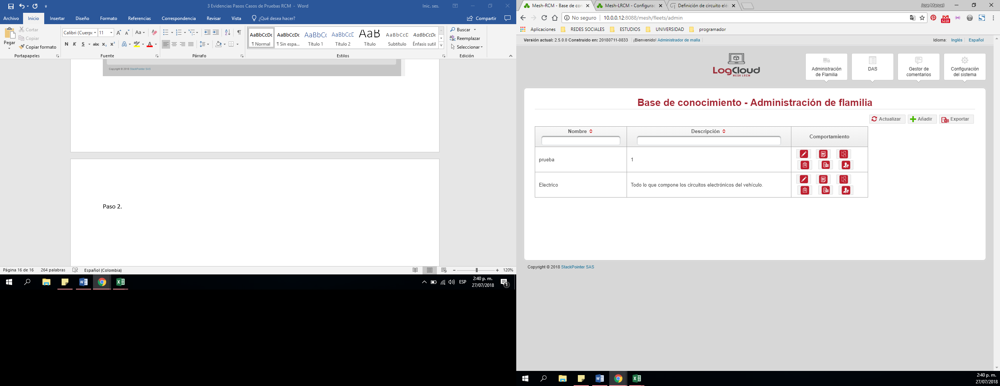 3 Evidencias Pasos Casos de Pruebas RCM - Word
Inic. ses.
Archivo Inicio Insertar Diseño Formato Referencias Correspondencia Revisar Vista ¿Qué desea hacer? Compartir
Pegar
Cortar
Copiar
Copiar formato
Calibri (Cuerpo 11
Aa
N K S abc x₂ x²
AaBbCcDc AaBbCcDc AaBbC( AaBbCcC AaB AaBbCcC AaBbCcDc
¶ Normal ¶ Sin espa... Título 1 Título 2 Título Subtítulo Énfasis sutil
Buscar
Reemplazar
Seleccionar
Portapapeles Fuente Párrafo Estilos Edición
Copyright © 2018 StackPointer SAS
Paso 2.
Página 16 de 16 264 palabras Español (Colombia) 120%
ESP
2:40 p. m.
27/07/2018
1
Mesh-RCM - Base de con
Mesh-LRCM - Configurac
Definición de circuito elé
Jose Manuel
No seguro 10.0.0.12:8088/mesh/fleets/admin
5228
Aplicaciones REDES SOCIALES ESTUDIOS UNIVERSIDAD programador
Versión actual: 2.5.0.0 Construido en: 20180711-0833 ¡Bienvenido! Administrador de malla
Idioma: Inglés Español
LogCloud
MESH LRCM
Administración
de Flamilia
DAS
Gestor de
comentarios
Configuración
del sistema
Base de conocimiento - Administración de flamilia
Actualizar Añadir Exportar
Nombre Descripción Comportamiento
prueba 1
Electrico Todo lo que compone los circuitos electrónicos del vehículo.
Copyright © 2018 StackPointer SAS
2:40 p. m.
27/07/2018